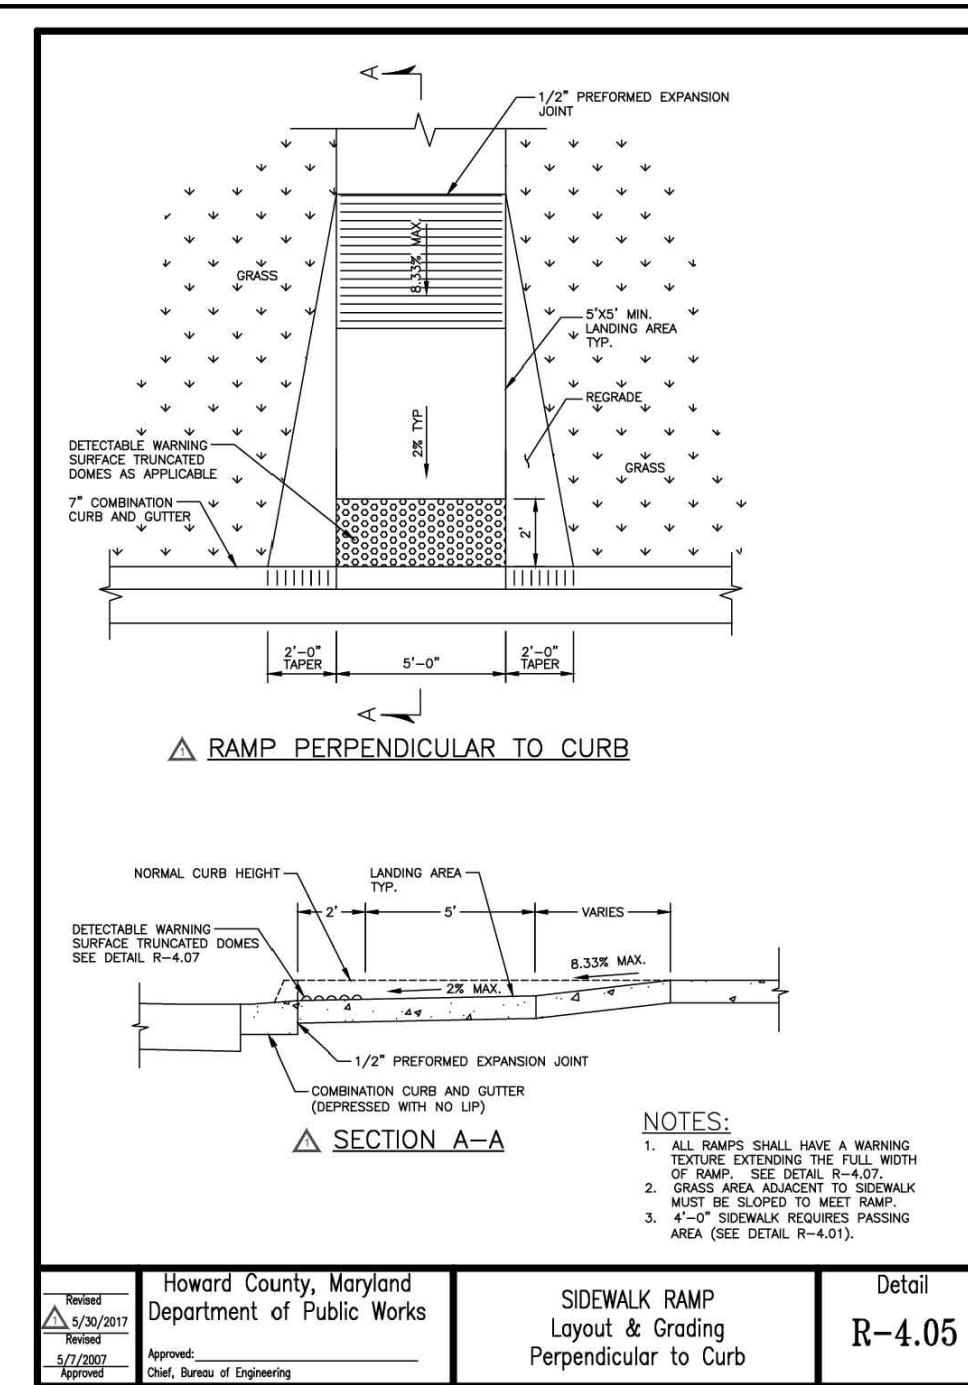 A
1/2" PREFORMED EXPANSION
JOINT
8.33% MAX.
GRASS
5'X5' MIN.
LANDING AREA
TYP.
REGRADE
2% TYP
DETECTABLE WARNING
SURFACE TRUNCATED
DOMES AS APPLICABLE
GRASS
7" COMBINATION
CURB AND GUTTER
2'
2'-0"
TAPER
5'-0"
2'-0"
TAPER
A
1 RAMP PERPENDICULAR TO CURB
NORMAL CURB HEIGHT
LANDING AREA
TYP.
2'
5'
VARIES
DETECTABLE WARNING
SURFACE TRUNCATED DOMES
SEE DETAIL R-4.07
8.33% MAX.
2% MAX.
1/2" PREFORMED EXPANSION JOINT
COMBINATION CURB AND GUTTER
(DEPRESSED WITH NO LIP)
1 SECTION A-A
NOTES:
1. ALL RAMPS SHALL HAVE A WARNING
TEXTURE EXTENDING THE FULL WIDTH
OF RAMP. SEE DETAIL R-4.07.
2. GRASS AREA ADJACENT TO SIDEWALK
MUST BE SLOPED TO MEET RAMP.
3. 4'-0" SIDEWALK REQUIRES PASSING
AREA (SEE DETAIL R-4.01).
Revised
1 5/30/2017
Revised
5/7/2007
Approved
Howard County, Maryland
Department of Public Works
Approved:
Chief, Bureau of Engineering
SIDEWALK RAMP
Layout & Grading
Perpendicular to Curb
Detail
R-4.05